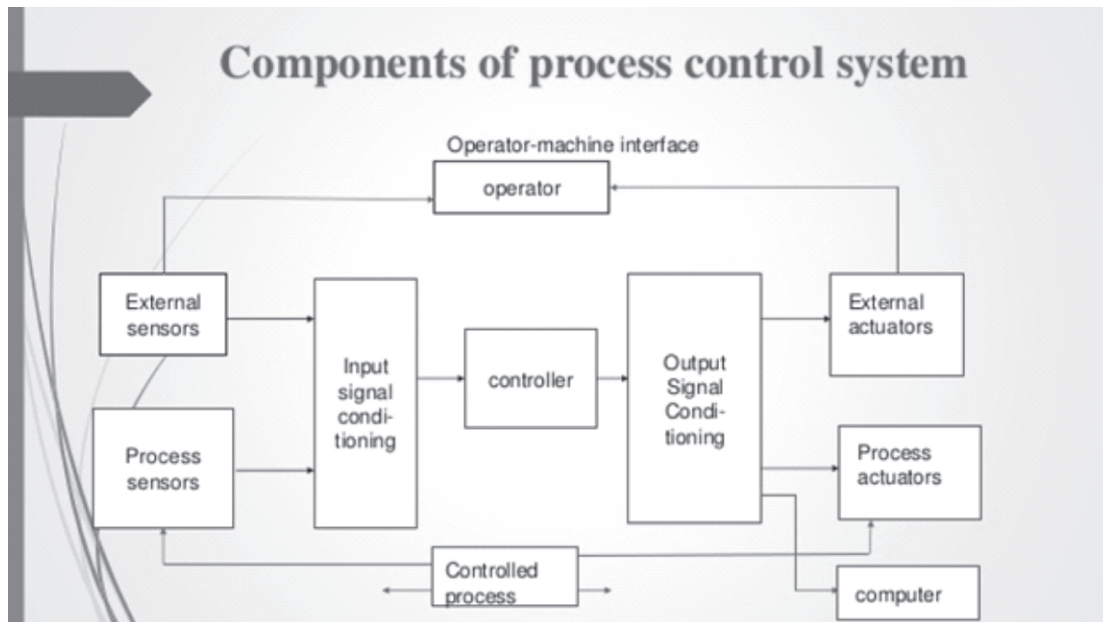 Components of process control system
Operator-machine interface
operator
External
sensors
Input
signal
condi-
tioning
controller
Output
Signal
Condi-
tioning
External
actuators
Process
sensors
Process
actuators
Controlled
process
computer